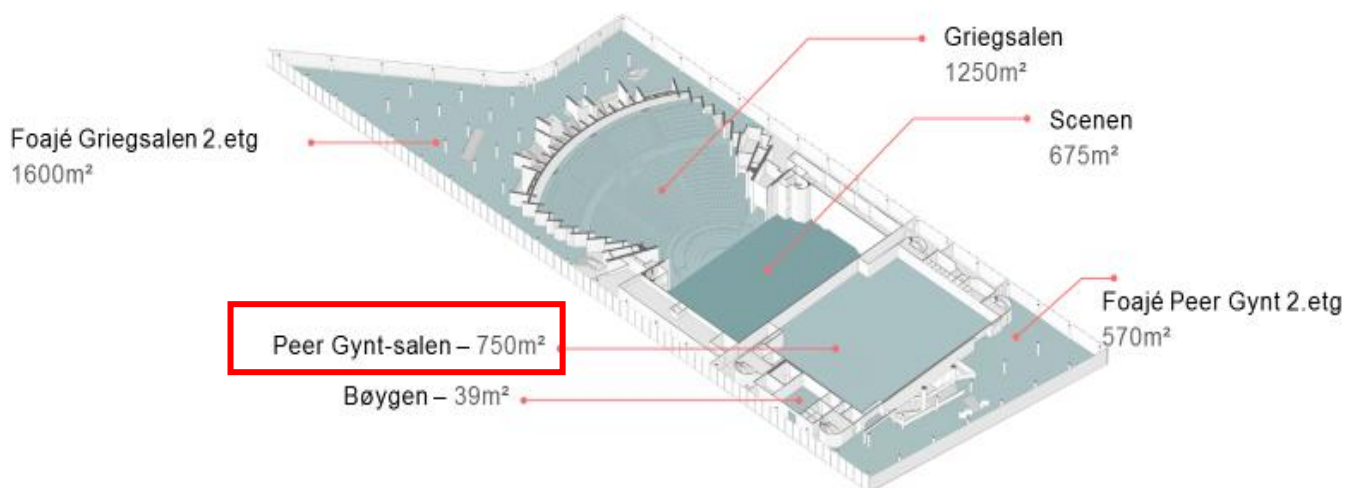 Griegsalen
1250m²
Scenen
675m²
Foajé Griegsalen 2.etg
1600m²
Foajé Peer Gynt 2.etg
570m²
Peer Gynt-salen – 750m²
Bøygen – 39m²